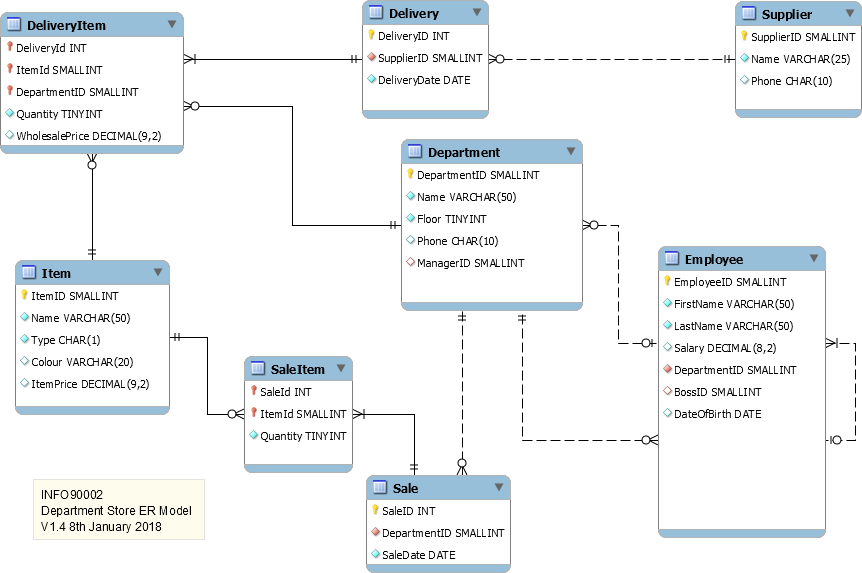 DeliveryItem
DeliveryId INT
ItemId SMALLINT
DepartmentID SMALLINT
Quantity TINYINT
WholesalePrice DECIMAL(9,2)
Delivery
DeliveryID INT
SupplierID SMALLINT
DeliveryDate DATE
Supplier
SupplierID SMALLINT
Name VARCHAR(25)
Phone CHAR(10)
Department
DepartmentID SMALLINT
Name VARCHAR(50)
Floor TINYINT
Phone CHAR(10)
ManagerID SMALLINT
Employee
EmployeeID SMALLINT
FirstName VARCHAR(50)
LastName VARCHAR(50)
Salary DECIMAL(8,2)
DepartmentID SMALLINT
BossID SMALLINT
DateOfBirth DATE
Item
ItemID SMALLINT
Name VARCHAR(50)
Type CHAR(1)
Colour VARCHAR(20)
ItemPrice DECIMAL(9,2)
SaleItem
SaleId INT
ItemId SMALLINT
Quantity TINYINT
Sale
SaleID INT
DepartmentID SMALLINT
SaleDate DATE
INFO90002
Department Store ER Model
V1.4 8th January 2018